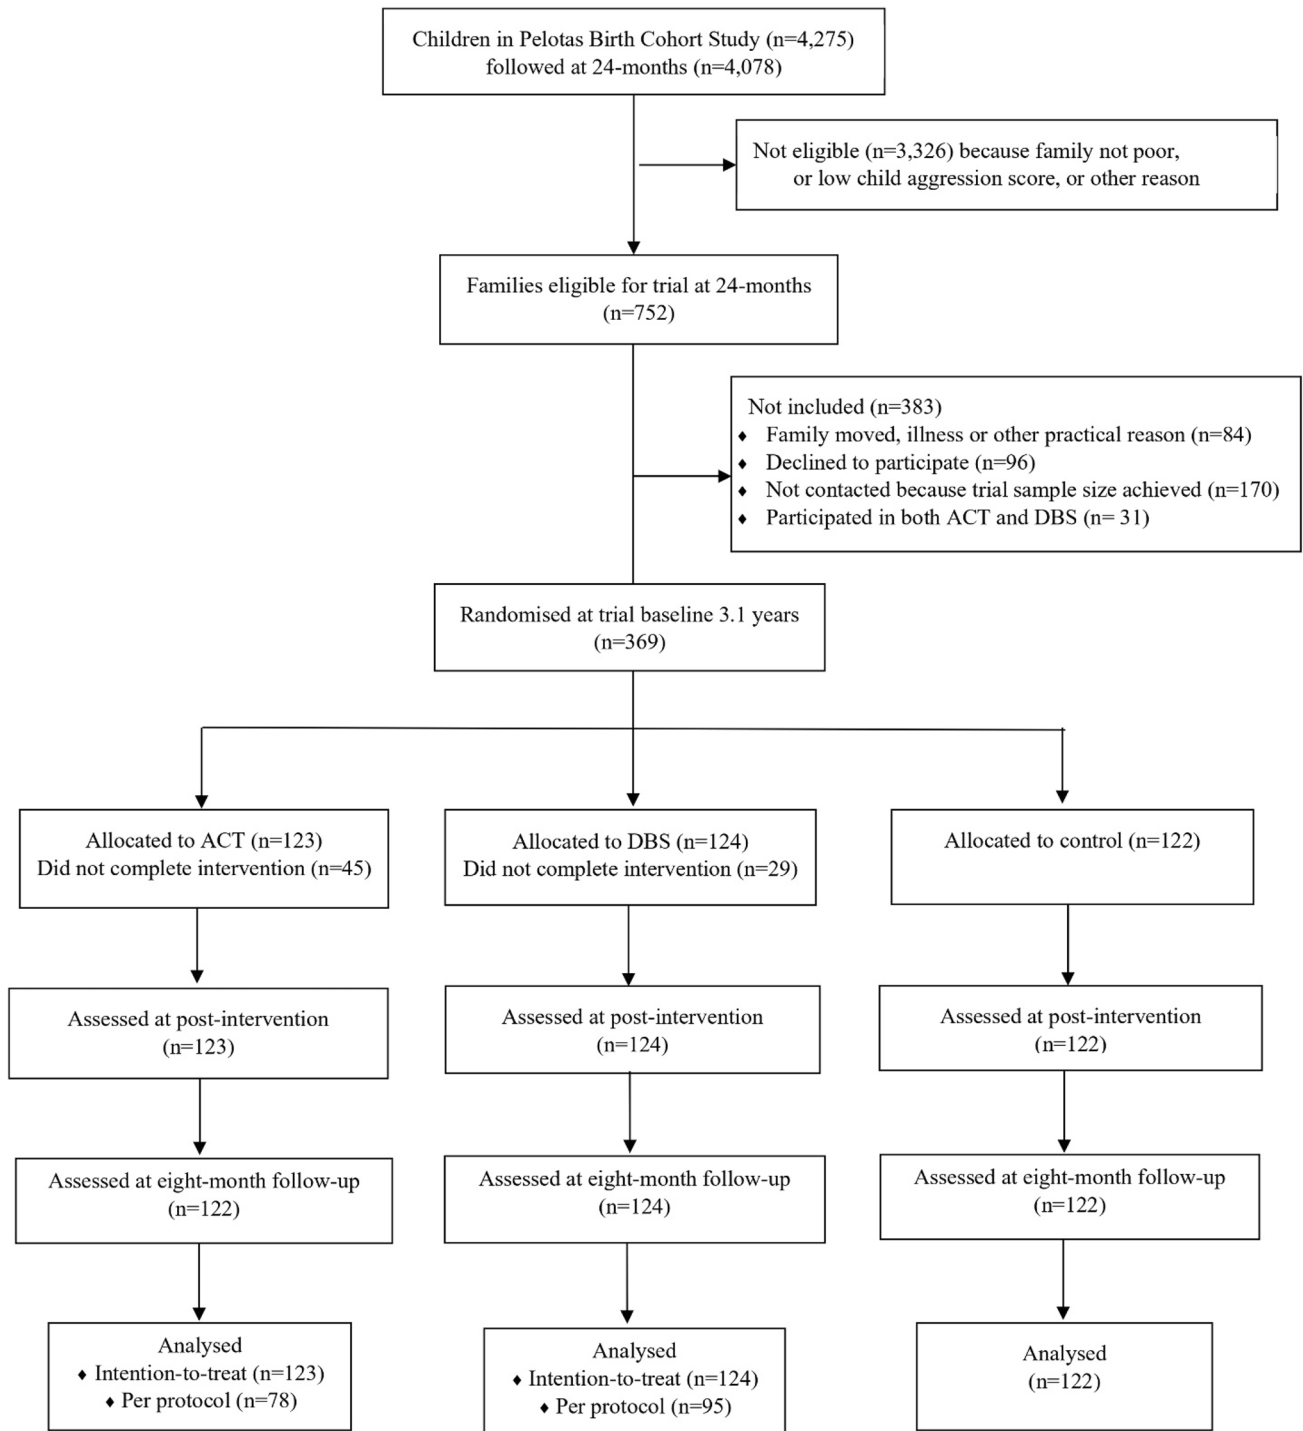 Children in Pelotas Birth Cohort Study (n=4,275)
followed at 24-months (n=4,078)
Not eligible (n=3,326) because family not poor,
or low child aggression score, or other reason
Families eligible for trial at 24-months
(n=752)
Not included (n=383)
♦ Family moved, illness or other practical reason (n=84)
♦ Declined to participate (n=96)
♦ Not contacted because trial sample size achieved (n=170)
♦ Participated in both ACT and DBS (n= 31)
Randomised at trial baseline 3.1 years
(n=369)
Allocated to ACT (n=123)
Did not complete intervention (n=45)
Allocated to DBS (n=124)
Did not complete intervention (n=29)
Allocated to control (n=122)
Assessed at post-intervention
(n=123)
Assessed at post-intervention
(n=124)
Assessed at post-intervention
(n=122)
Assessed at eight-month follow-up
(n=122)
Assessed at eight-month follow-up
(n=124)
Assessed at eight-month follow-up
(n=122)
Analysed
♦ Intention-to-treat (n=123)
♦ Per protocol (n=78)
Analysed
♦ Intention-to-treat (n=124)
♦ Per protocol (n=95)
Analysed
(n=122)